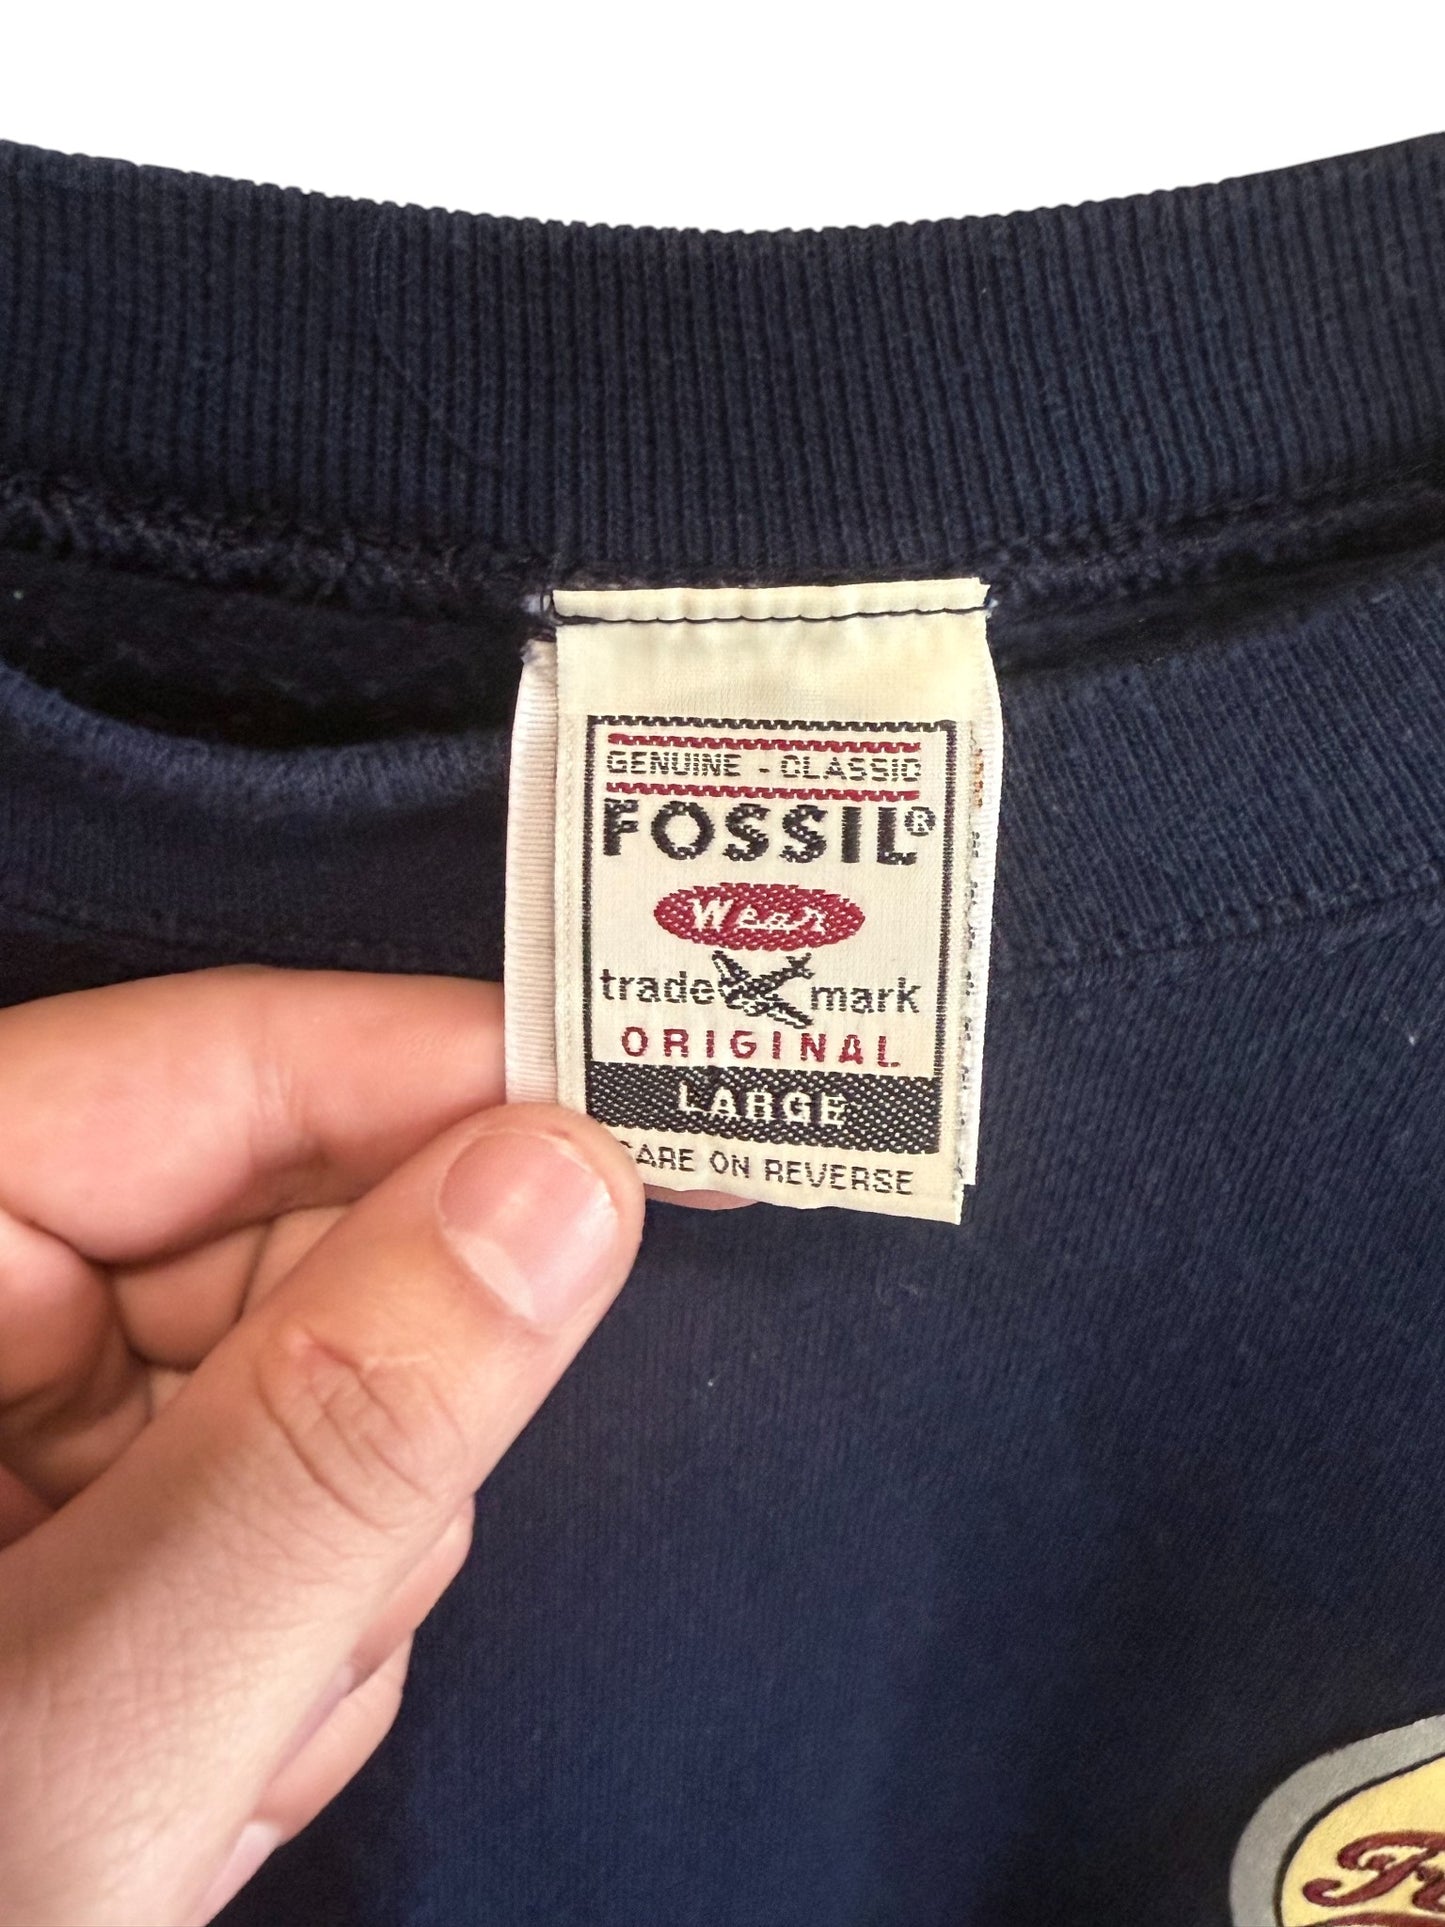 GENUINE - CLASSIC
FOSSIL®
Wear
trade mark
ORIGINAL
LARGE
CARE ON REVERSE